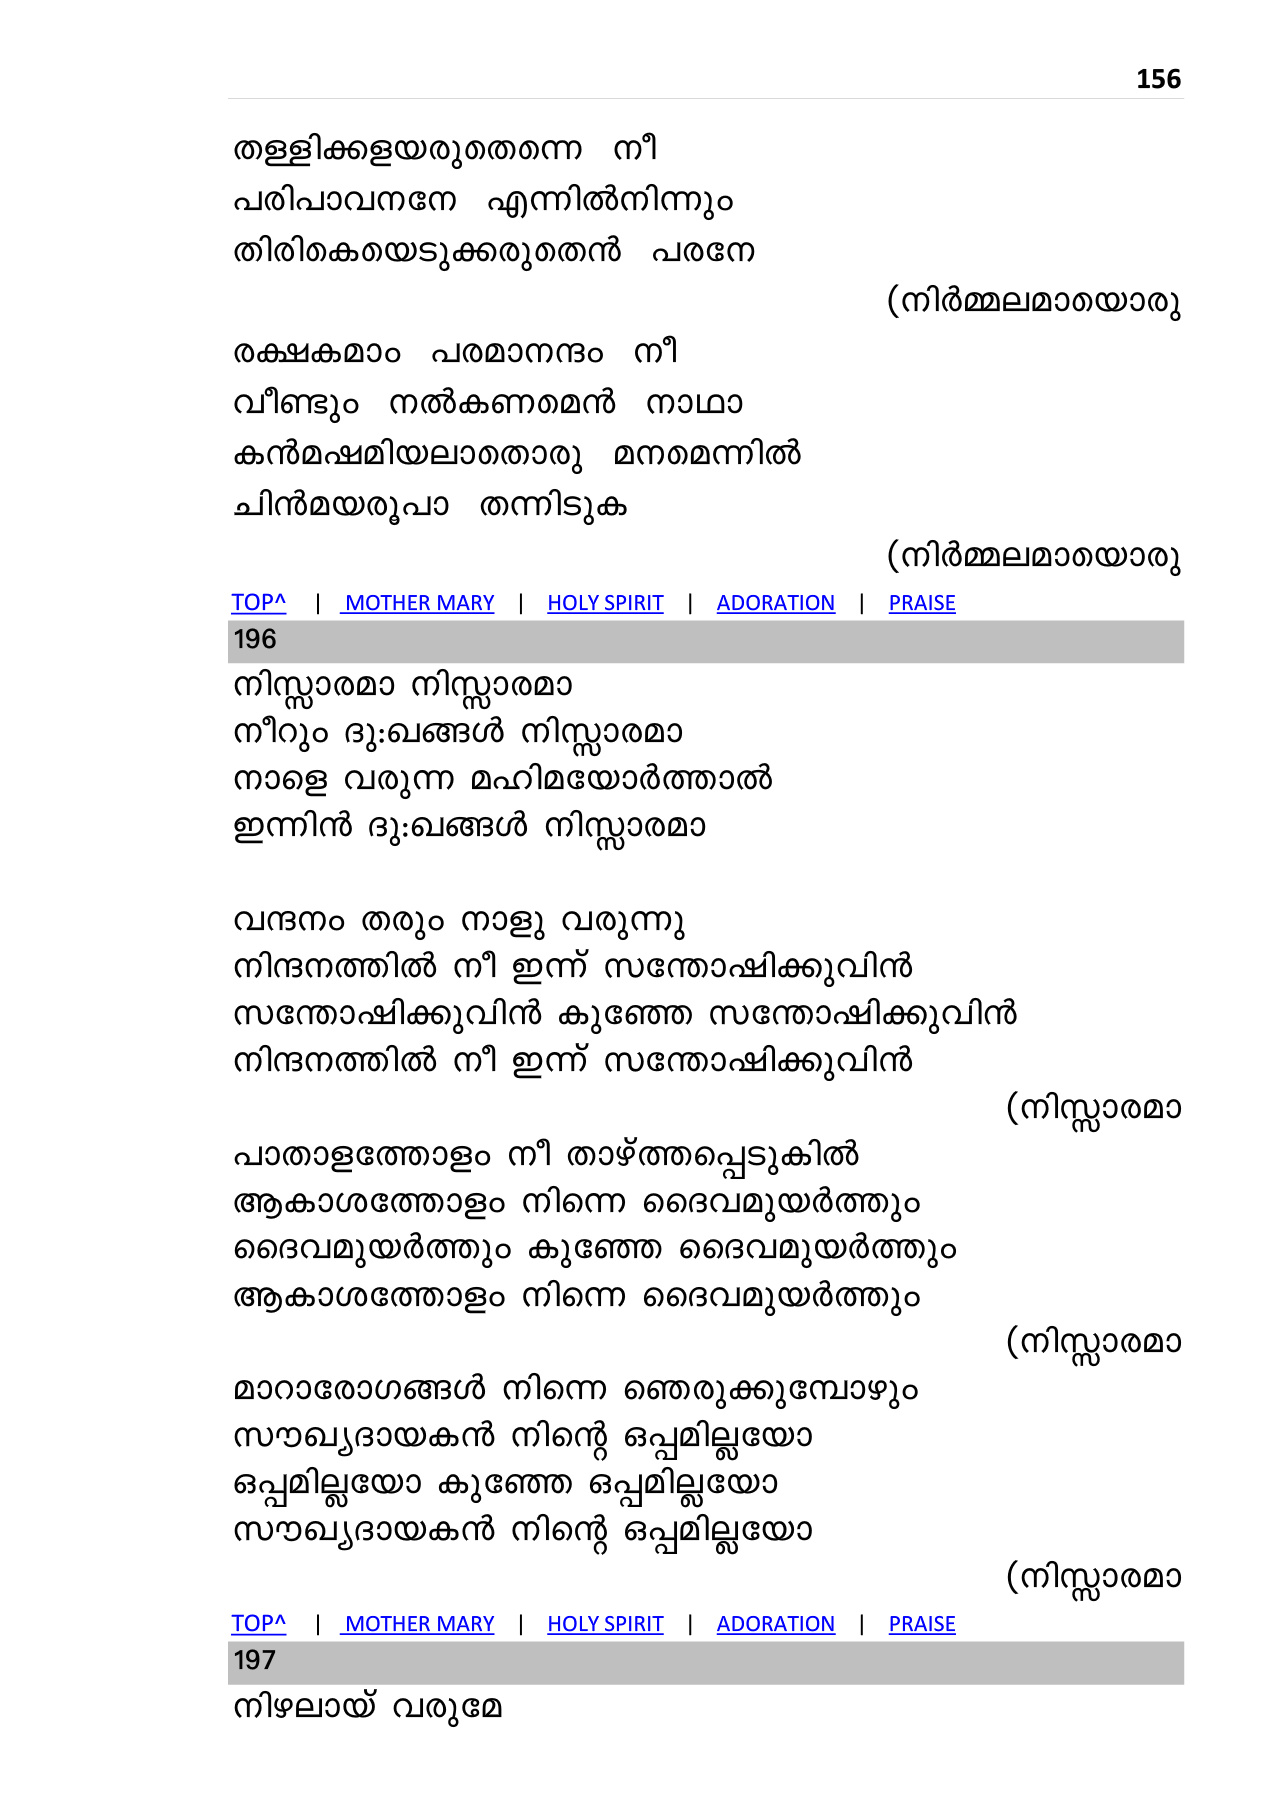 156
തള്ളിക്കളയരുതെന്നെ നീ
പരിപാവനനേ എന്നിൽനിന്നും
തിരികെയെടുക്കരുതെൻ പരനേ
(നിർമ്മലമായൊരു
രക്ഷകമാം പരമാനന്ദം നീ
വീണ്ടും നൽകണമെൻ നാഥാ
കൻമഷമിയലാതൊരു മനമെന്നിൽ
ചിൻമയരൂപാ തന്നിടുക
(നിർമ്മലമായൊരു
TOP^ | MOTHER MARY | HOLY SPIRIT | ADORATION | PRAISE
196
നിസ്സാരമാ നിസ്സാരമാ
നീറും ദു:ഖങ്ങൾ നിസ്സാരമാ
നാളെ വരുന്ന മഹിമയോർത്താൽ
ഇന്നിൻ ദു:ഖങ്ങൾ നിസ്സാരമാ
വന്ദനം തരും നാളു വരുന്നു
നിന്ദനത്തിൽ നീ ഇന്ന് സന്തോഷിക്കുവിൻ
സന്തോഷിക്കുവിൻ കുഞ്ഞേ സന്തോഷിക്കുവിൻ
നിന്ദനത്തിൽ നീ ഇന്ന് സന്തോഷിക്കുവിൻ
(നിസ്സാരമാ
പാതാളത്തോളം നീ താഴ്ത്തപ്പെടുകിൽ
ആകാശത്തോളം നിന്നെ ദൈവമുയർത്തും
ദൈവമുയർത്തും കുഞ്ഞേ ദൈവമുയർത്തും
ആകാശത്തോളം നിന്നെ ദൈവമുയർത്തും
(നിസ്സാരമാ
മാറാരോഗങ്ങൾ നിന്നെ ഞെരുക്കുമ്പോഴും
സൗഖ്യദായകൻ നിന്റെ ഒപ്പമില്ലയോ
ഒപ്പമില്ലയോ കുഞ്ഞേ ഒപ്പമില്ലയോ
സൗഖ്യദായകൻ നിന്റെ ഒപ്പമില്ലയോ
(നിസ്സാരമാ
TOP^ | MOTHER MARY | HOLY SPIRIT | ADORATION | PRAISE
197
നിഴലായ് വരുമേ